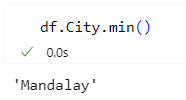 df.City.min()
✓ 0.0s
'Mandalay'